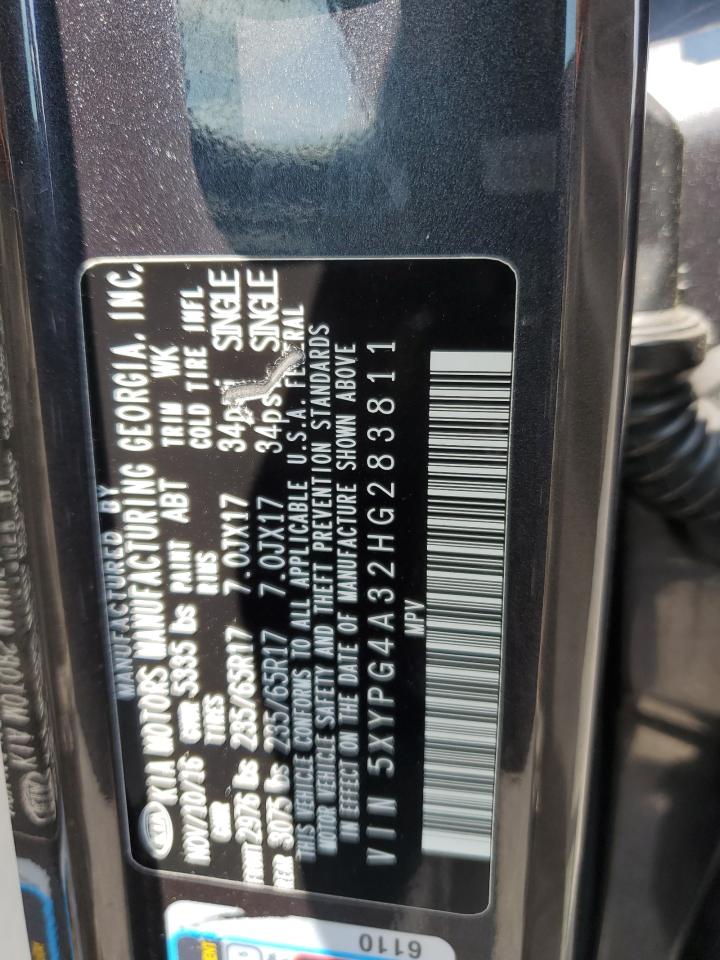 MANUFACTURED BY
KIA KIA MOTORS MANUFACTURING GEORGIA, INC.
NOV/10/16 GVWR 5335 lbs PAINT ABT TRIM WK
GAWR TIRES RIMS COLD TIRE INFL
FRNT 2976 lbs 235/65R17 7.0JX17 34psi SINGLE
REAR 3075 lbs 235/65R17 7.0JX17 34psi SINGLE
THIS VEHICLE CONFORMS TO ALL APPLICABLE U.S.A. FEDERAL
MOTOR VEHICLE SAFETY AND THEFT PREVENTION STANDARDS
IN EFFECT ON THE DATE OF MANUFACTURE SHOWN ABOVE
VIN 5XYPG4A32HG283811
MPV
6110